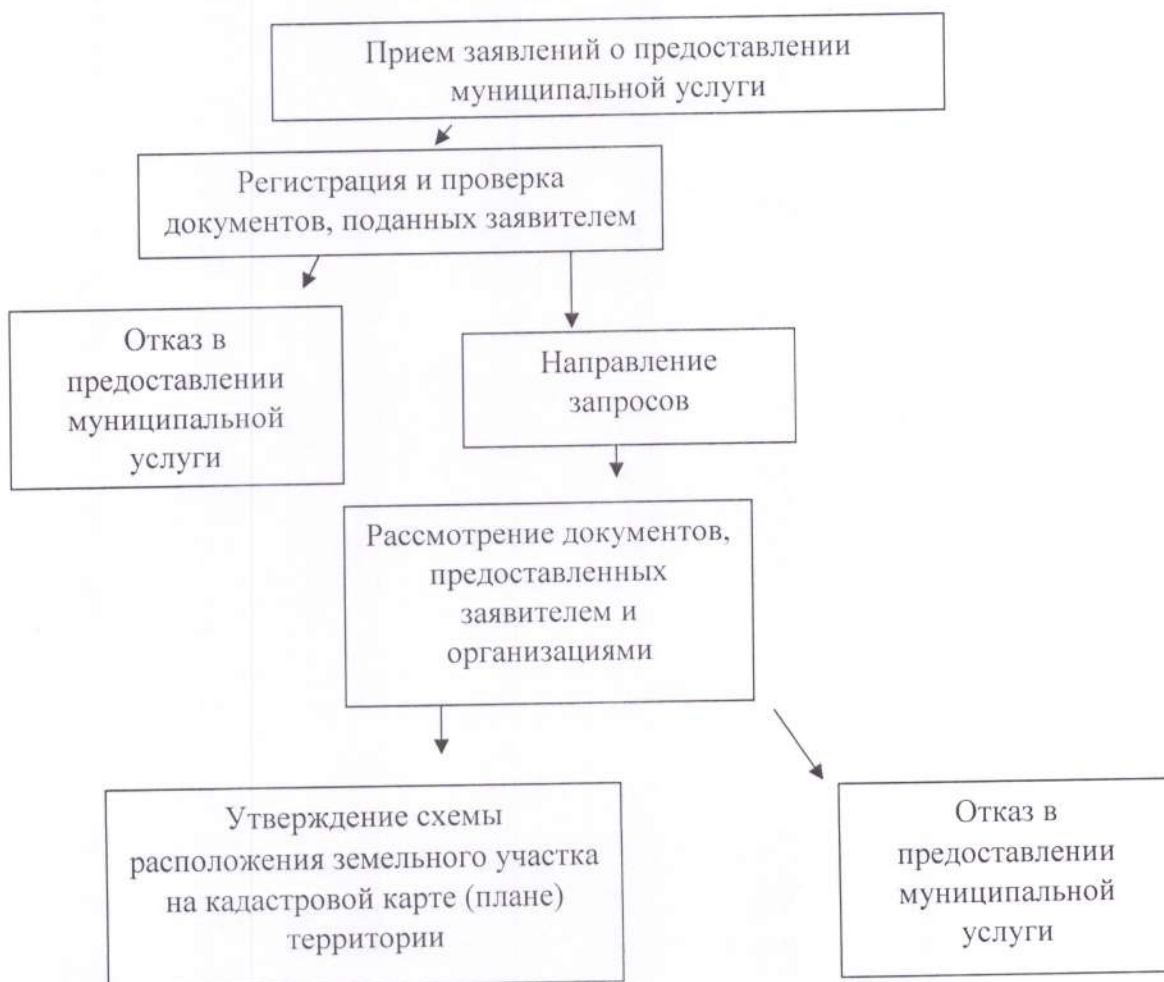 Прием заявлений о предоставлении
муниципальной услуги
Регистрация и проверка
документов, поданных заявителем
Отказ в
предоставлении
муниципальной
услуги
Направление
запросов
Рассмотрение документов,
предоставленных
заявителем и
организациями
Утверждение схемы
расположения земельного участка
на кадастровой карте (плане)
территории
Отказ в
предоставлении
муниципальной
услуги